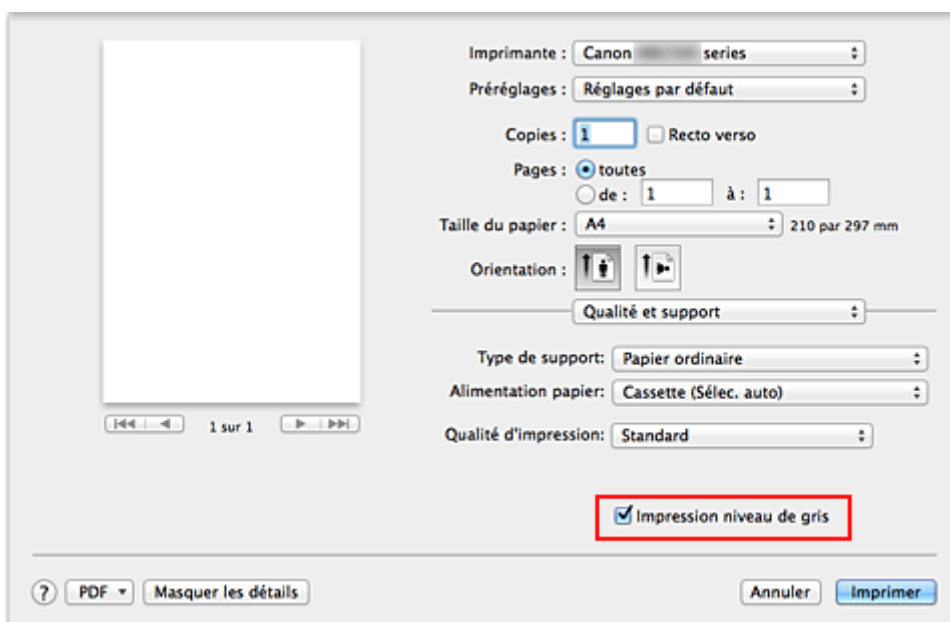 Imprimante : Canon series
Préréglages : Réglages par défaut
Copies : 1 Recto verso
Pages : toutes
de : 1 à : 1
Taille du papier : A4 210 par 297 mm
Orientation :
Qualité et support
Type de support: Papier ordinaire
Alimentation papier: Cassette (Sélec. auto)
1 sur 1
Qualité d'impression: Standard
Impression niveau de gris
? PDF Masquer les détails Annuler Imprimer